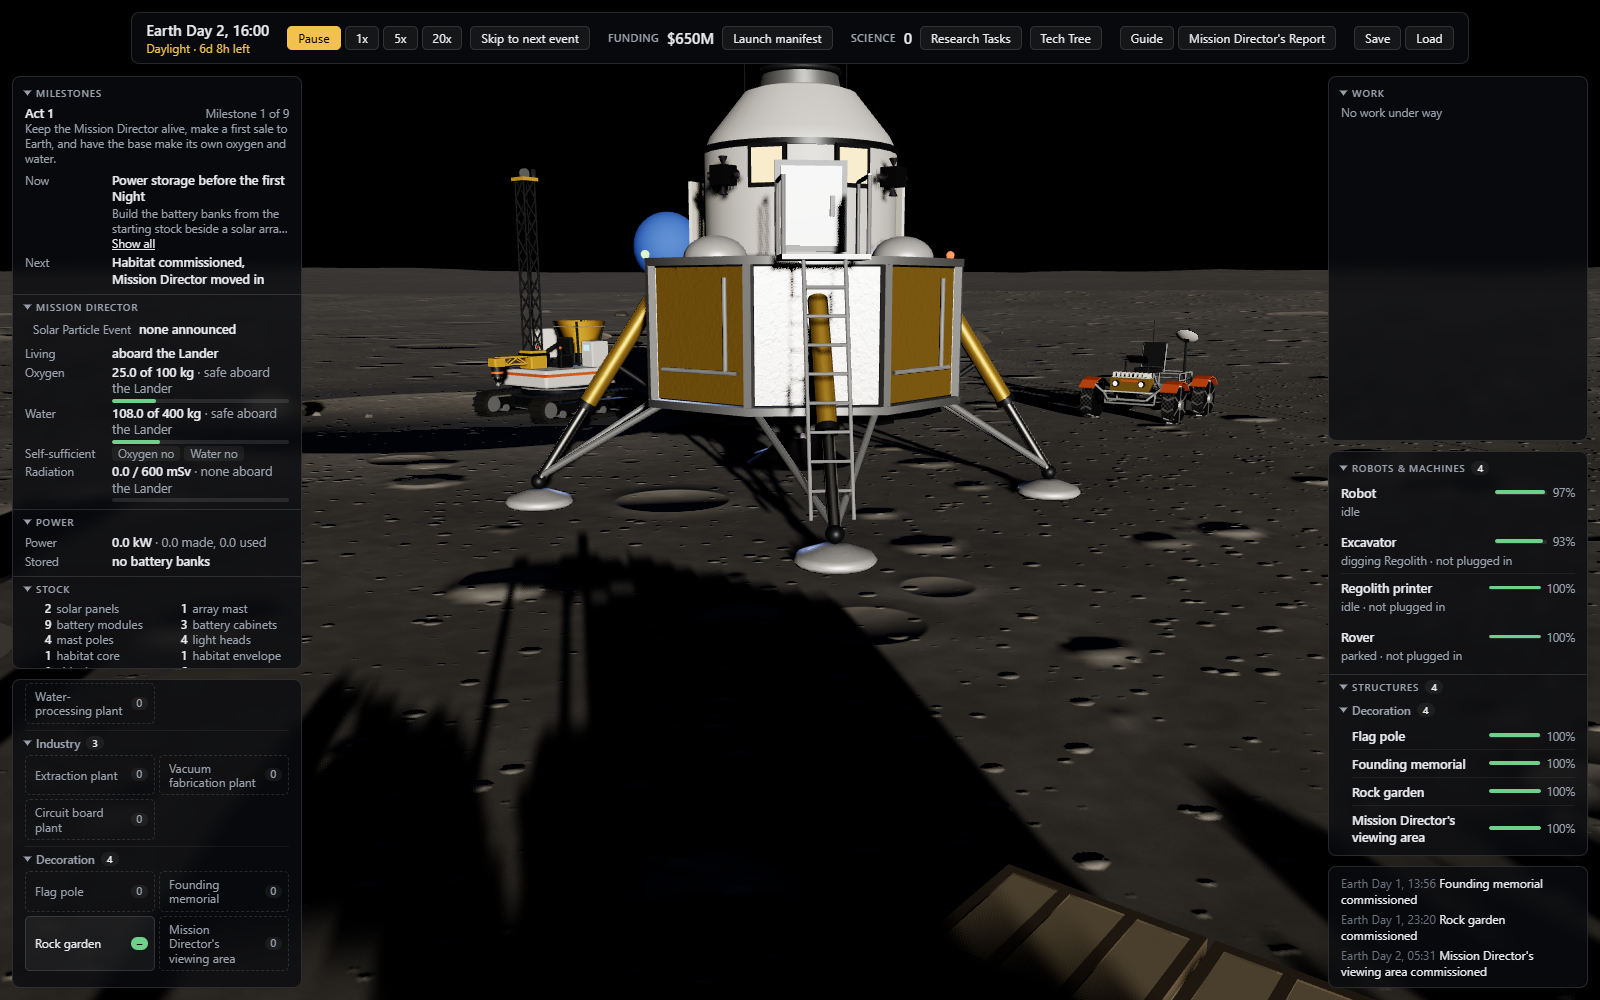 Earth Day 2, 16:00
Daylight · 6d 8h left
Pause
1x
5x
20x
Skip to next event
FUNDING $650M
Launch manifest
SCIENCE 0
Research Tasks
Tech Tree
Guide
Mission Director's Report
Save
Load
MILESTONES
Act 1 Milestone 1 of 9
Keep the Mission Director alive, make a first sale to
Earth, and have the base make its own oxygen and
water.
Now Power storage before the first
Night
Build the battery banks from the
starting stock beside a solar arra...
Show all
Next Habitat commissioned,
Mission Director moved in
MISSION DIRECTOR
Solar Particle Event none announced
Living aboard the Lander
Oxygen 25.0 of 100 kg · safe aboard
the Lander
Water 108.0 of 400 kg · safe aboard
the Lander
Self-sufficient Oxygen no Water no
Radiation 0.0 / 600 mSv · none aboard
the Lander
POWER
Power 0.0 kW · 0.0 made, 0.0 used
Stored no battery banks
STOCK
2 solar panels 1 array mast
9 battery modules 3 battery cabinets
4 mast poles 4 light heads
1 habitat core 1 habitat envelope
Water-
processing plant 0
Industry 3
Extraction plant 0
Vacuum
fabrication plant 0
Circuit board
plant 0
Decoration 4
Flag pole 0
Founding
memorial 0
Rock garden –
Mission
Director's
viewing area 0
WORK
No work under way
ROBOTS & MACHINES 4
Robot 97%
idle
Excavator 93%
digging Regolith · not plugged in
Regolith printer 100%
idle · not plugged in
Rover 100%
parked · not plugged in
STRUCTURES 4
Decoration 4
Flag pole 100%
Founding memorial 100%
Rock garden 100%
Mission Director's
viewing area 100%
Earth Day 1, 13:56 Founding memorial
commissioned
Earth Day 1, 23:20 Rock garden
commissioned
Earth Day 2, 05:31 Mission Director's
viewing area commissioned